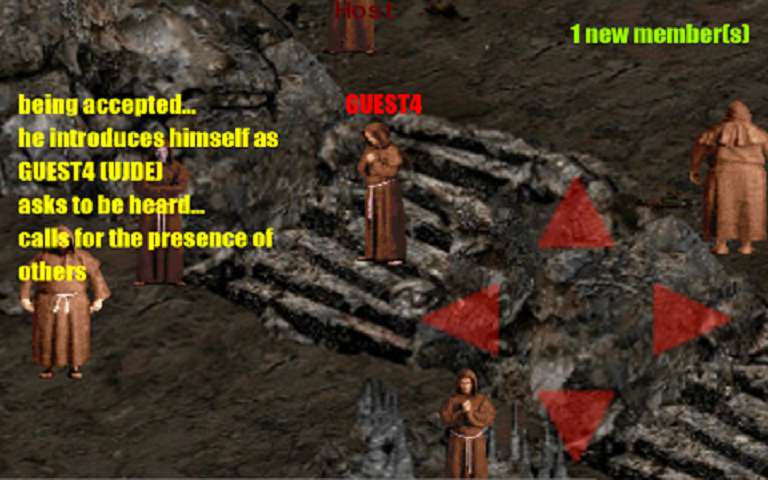 Host
1 new member(s)
being accepted...
GUEST4
he introduces himself as
GUEST4 (UJDE)
asks to be heard...
calls for the presence of
others